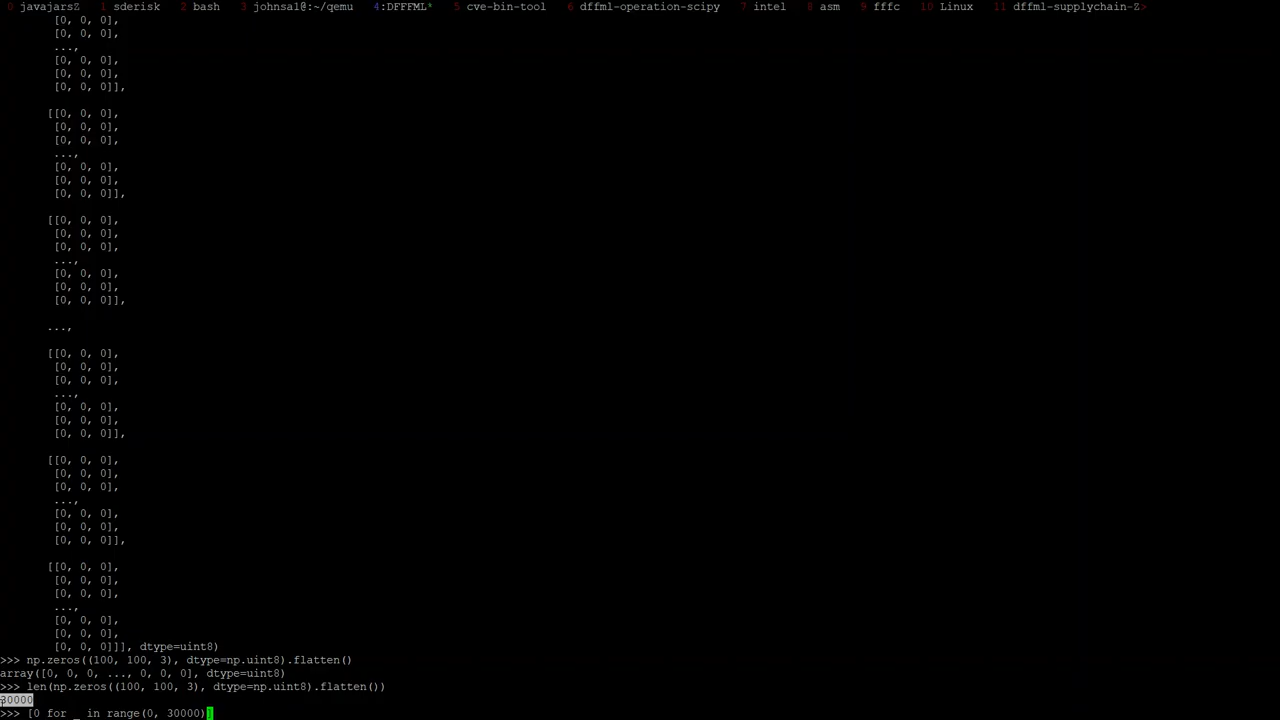 0 javajarsZ 1 sderisk 2 bash 3 johnsal@:~/qemu 4:DFFFML* 5 cve-bin-tool 6 dffml-operation-scipy 7 intel 8 asm 9 fffc 10 Linux 11 dffml-supplychain-Z>
[0, 0, 0],
[0, 0, 0],
...,
[0, 0, 0],
[0, 0, 0],
[0, 0, 0]],
[[0, 0, 0],
[0, 0, 0],
[0, 0, 0],
...,
[0, 0, 0],
[0, 0, 0],
[0, 0, 0]],
[[0, 0, 0],
[0, 0, 0],
[0, 0, 0],
...,
[0, 0, 0],
[0, 0, 0],
[0, 0, 0]],
...,
[[0, 0, 0],
[0, 0, 0],
[0, 0, 0],
...,
[0, 0, 0],
[0, 0, 0],
[0, 0, 0]],
[[0, 0, 0],
[0, 0, 0],
[0, 0, 0],
...,
[0, 0, 0],
[0, 0, 0],
[0, 0, 0]],
[[0, 0, 0],
[0, 0, 0],
[0, 0, 0],
...,
[0, 0, 0],
[0, 0, 0],
[0, 0, 0]]], dtype=uint8)
>>> np.zeros((100, 100, 3), dtype=np.uint8).flatten()
array([0, 0, 0, ..., 0, 0, 0], dtype=uint8)
>>> len(np.zeros((100, 100, 3), dtype=np.uint8).flatten())
30000
>>> [0 for _ in range(0, 30000)]